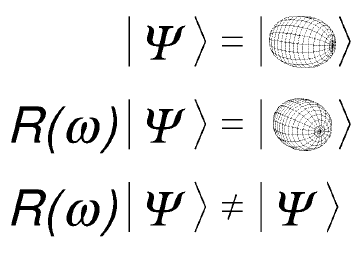 | Ψ ⟩ = | ⟩
R(ω) | Ψ ⟩ = | ⟩
R(ω) | Ψ ⟩ ≠ | Ψ ⟩